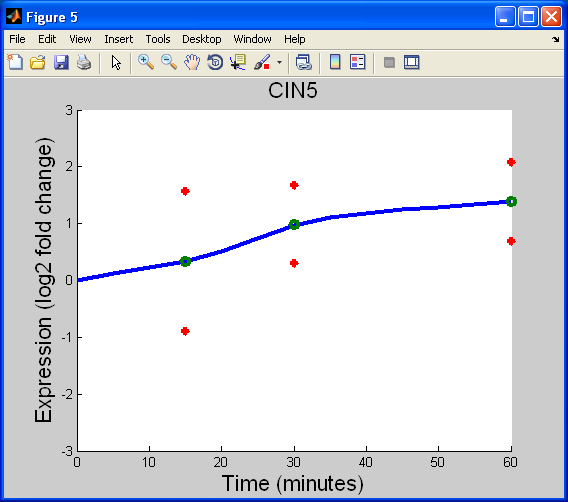 Figure 5
File Edit View Insert Tools Desktop Window Help
CIN5
Expression (log2 fold change)
3
2
1
0
-1
-2
-3
0 10 20 30 40 50 60
Time (minutes)